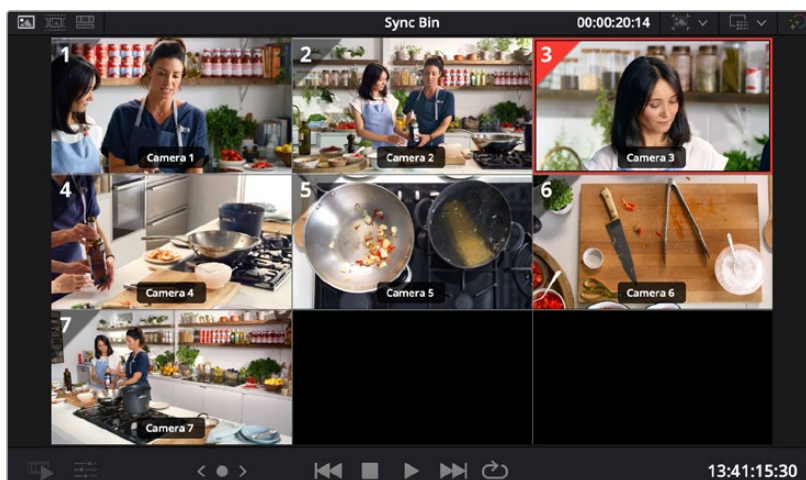 Sync Bin 00:00:20:14
1 2 3
Camera 1 Camera 2 Camera 3
4 5 6
Camera 4 Camera 5 Camera 6
7
Camera 7
13:41:15:30